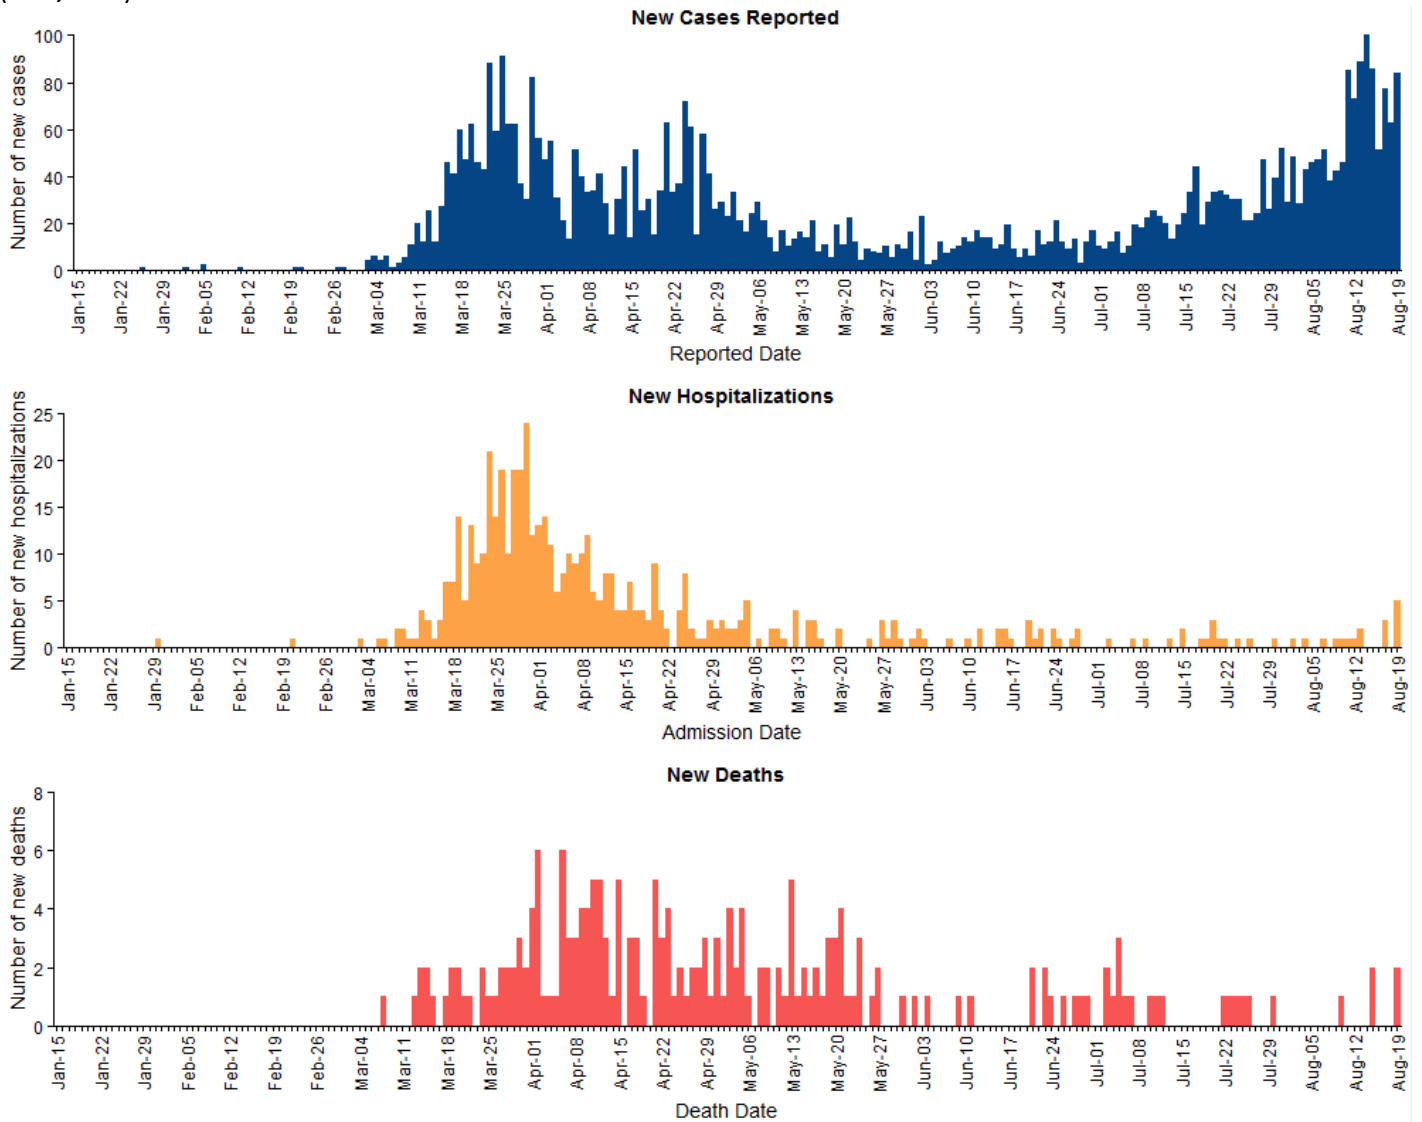 New Cases Reported
Number of new cases
100
80
60
40
20
0
Jan-15 Jan-22 Jan-29 Feb-05 Feb-12 Feb-19 Feb-26 Mar-04 Mar-11 Mar-18 Mar-25 Apr-01 Apr-08 Apr-15 Apr-22 Apr-29 May-06 May-13 May-20 May-27 Jun-03 Jun-10 Jun-17 Jun-24 Jul-01 Jul-08 Jul-15 Jul-22 Jul-29 Aug-05 Aug-12 Aug-19
Reported Date
New Hospitalizations
Number of new hospitalizations
25
20
15
10
5
0
Jan-15 Jan-22 Jan-29 Feb-05 Feb-12 Feb-19 Feb-26 Mar-04 Mar-11 Mar-18 Mar-25 Apr-01 Apr-08 Apr-15 Apr-22 Apr-29 May-06 May-13 May-20 May-27 Jun-03 Jun-10 Jun-17 Jun-24 Jul-01 Jul-08 Jul-15 Jul-22 Jul-29 Aug-05 Aug-12 Aug-19
Admission Date
New Deaths
Number of new deaths
8
6
4
2
0
Jan-15 Jan-22 Jan-29 Feb-05 Feb-12 Feb-19 Feb-26 Mar-04 Mar-11 Mar-18 Mar-25 Apr-01 Apr-08 Apr-15 Apr-22 Apr-29 May-06 May-13 May-20 May-27 Jun-03 Jun-10 Jun-17 Jun-24 Jul-01 Jul-08 Jul-15 Jul-22 Jul-29 Aug-05 Aug-12 Aug-19
Death Date